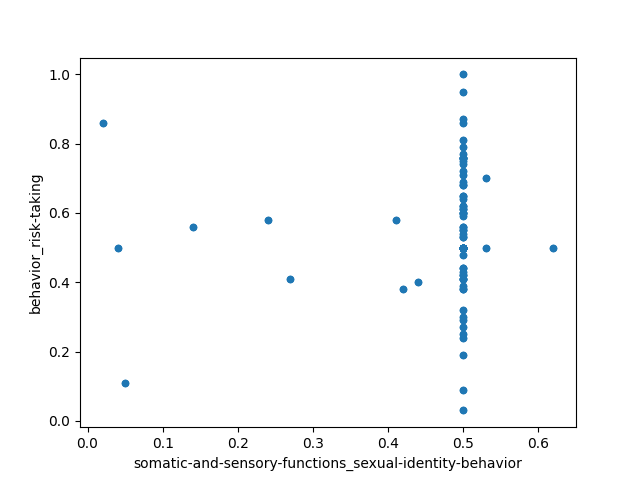 1.0
0.8
0.6
0.4
0.2
0.0
behavior_risk-taking
0.0 0.1 0.2 0.3 0.4 0.5 0.6
somatic-and-sensory-functions_sexual-identity-behavior